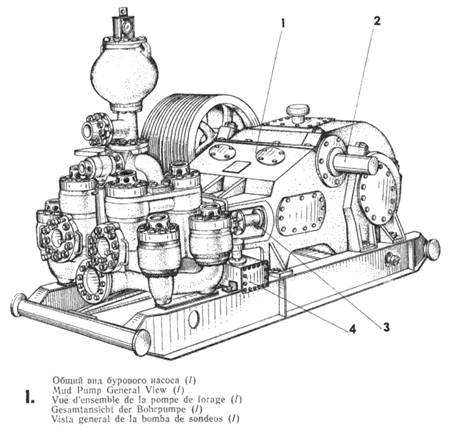 1
2
3
4
1.
Общий вид бурового насоса (I)
Mud Pump General View (I)
Vue d'ensemble de la pompe de forage (I)
Gesamtansicht der Bohrpumpe (I)
Vista general de la bomba de sondeos (I)